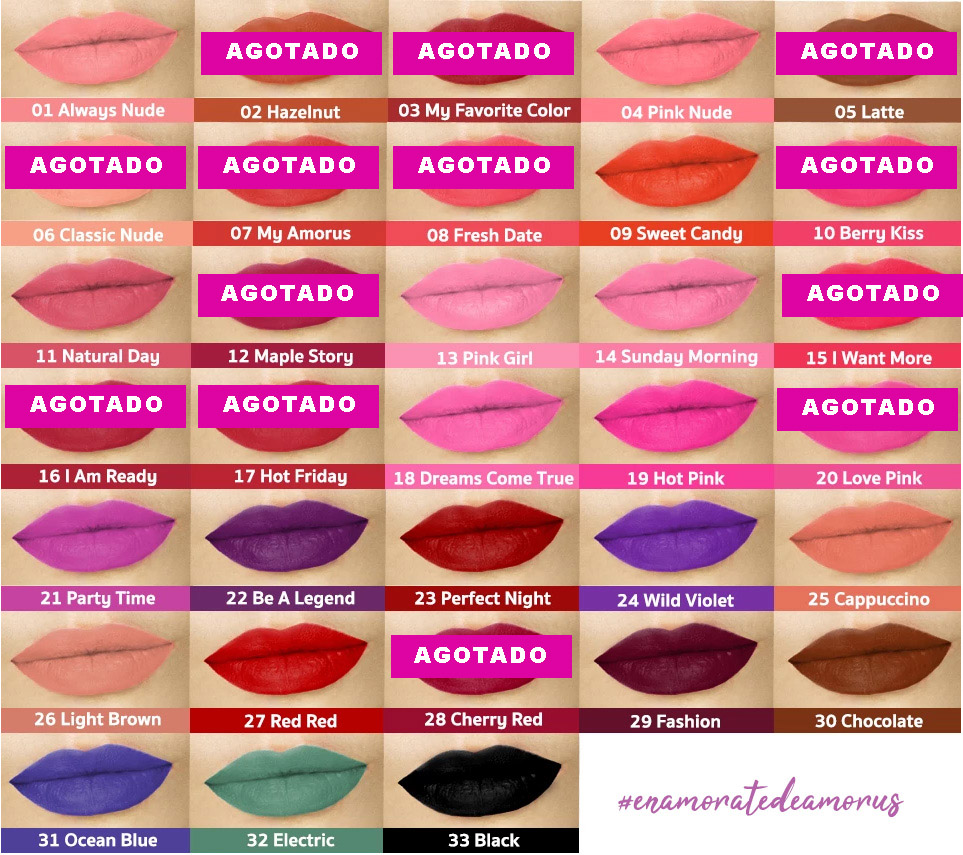 01 Always Nude
AGOTADO
02 Hazelnut
AGOTADO
03 My Favorite Color
04 Pink Nude
AGOTADO
05 Latte
AGOTADO
06 Classic Nude
AGOTADO
07 My Amorus
AGOTADO
08 Fresh Date
09 Sweet Candy
AGOTADO
10 Berry Kiss
11 Natural Day
AGOTADO
12 Maple Story
13 Pink Girl
14 Sunday Morning
AGOTADO
15 I Want More
AGOTADO
16 I Am Ready
AGOTADO
17 Hot Friday
18 Dreams Come True
19 Hot Pink
AGOTADO
20 Love Pink
21 Party Time
22 Be A Legend
23 Perfect Night
24 Wild Violet
25 Cappuccino
26 Light Brown
27 Red Red
AGOTADO
28 Cherry Red
29 Fashion
30 Chocolate
31 Ocean Blue
32 Electric
33 Black
#enamoratedeamorus